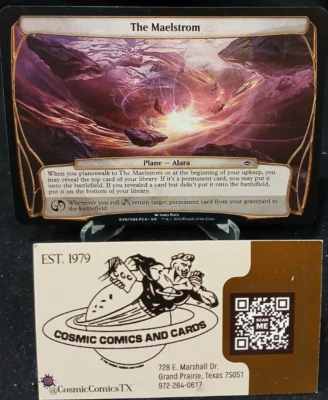 The Maelstrom
Plane — Alara
When you planeswalk to The Maelstrom or at the beginning of your upkeep, you
may reveal the top card of your library. If it's a permanent card, you may put it
onto the battlefield. If you revealed a card but didn't put it onto the battlefield,
put it on the bottom of your library.
Whenever you roll , return target permanent card from your graveyard to
the battlefield.
EST. 1979
COSMIC COMICS AND CARDS
SCAN
ME
728 E. Marshall Dr.
Grand Prairie, Texas 75051
972-264-0617
@CosmicComicsTX